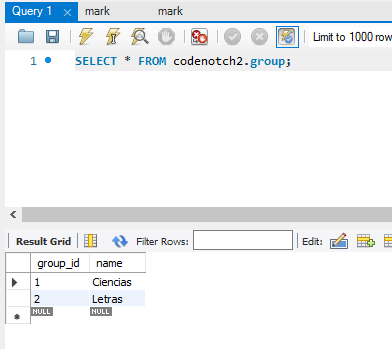 Query 1 mark mark
Limit to 1000 row
1 SELECT * FROM codenotch2.group;
Result Grid Filter Rows: Edit:
group_id name
1 Ciencias
2 Letras
NULL NULL